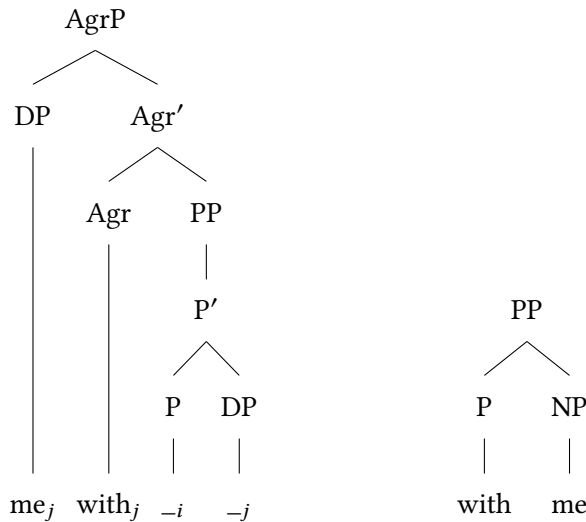 AgrP
DP Agr′
Agr PP
P′ PP
P DP P NP
me_j with_j _i _j with me